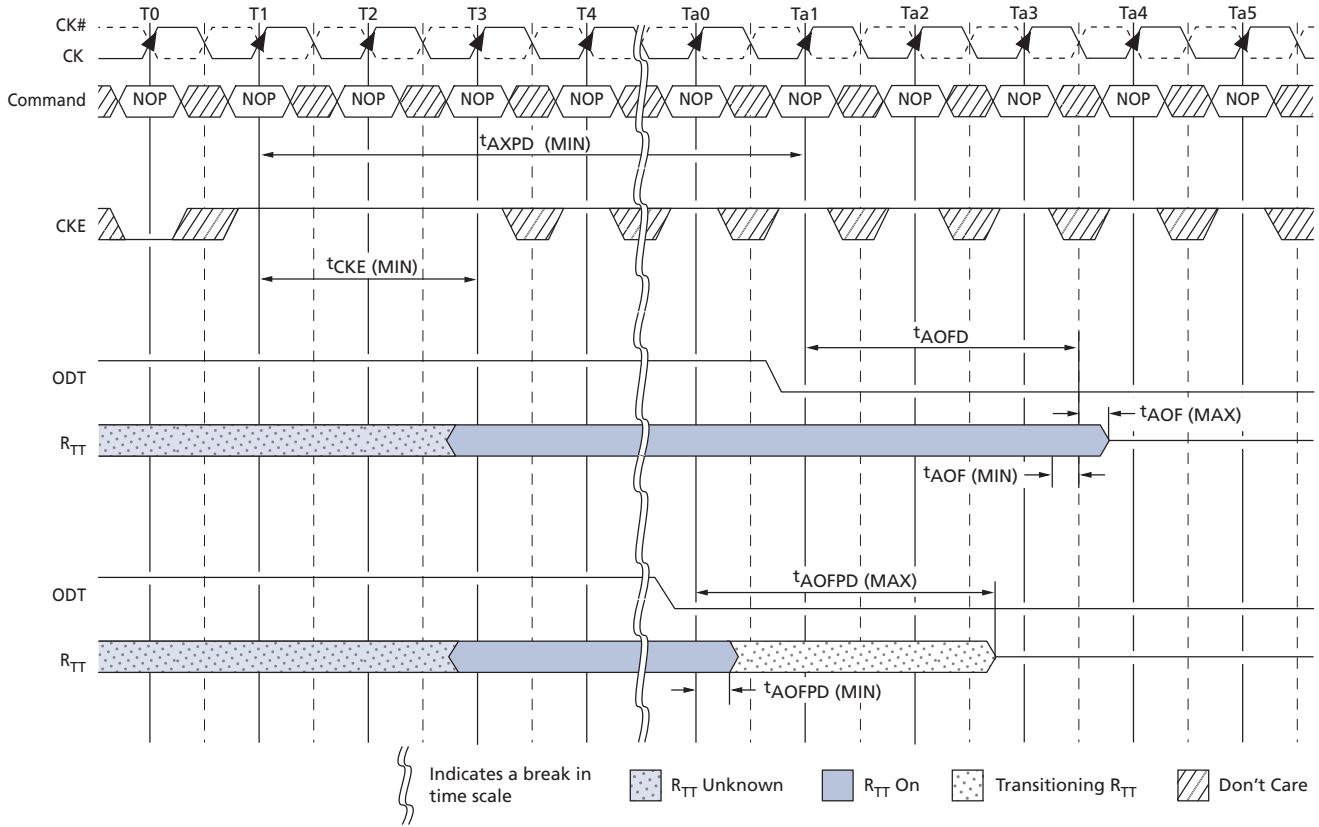 T0 T1 T2 T3 T4 Ta0 Ta1 Ta2 Ta3 Ta4 Ta5
CK#
CK
Command NOP NOP NOP NOP NOP NOP NOP NOP NOP NOP NOP
tAXPD (MIN)
CKE
tCKE (MIN)
tAOFD
ODT
tAOF (MAX)
RTT
tAOF (MIN)
tAOFPD (MAX)
ODT
RTT
tAOFPD (MIN)
Indicates a break in
time scale
RTT Unknown
RTT On
Transitioning RTT
Don't Care